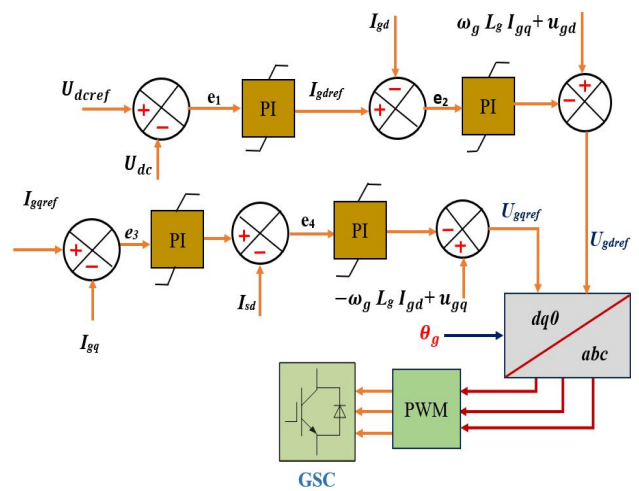 I_gd
ω_g L_g I_gq + u_gd
U_dcref
+
−
e_1
PI
I_gdref
−
+
e_2
PI
+
−
U_dc
I_gqref
+
−
e_3
PI
+
−
e_4
PI
−
+
U_gqref
U_gdref
I_gq
I_sd
−ω_g L_g I_gd + u_gq
θ_g
dq0
abc
PWM
GSC